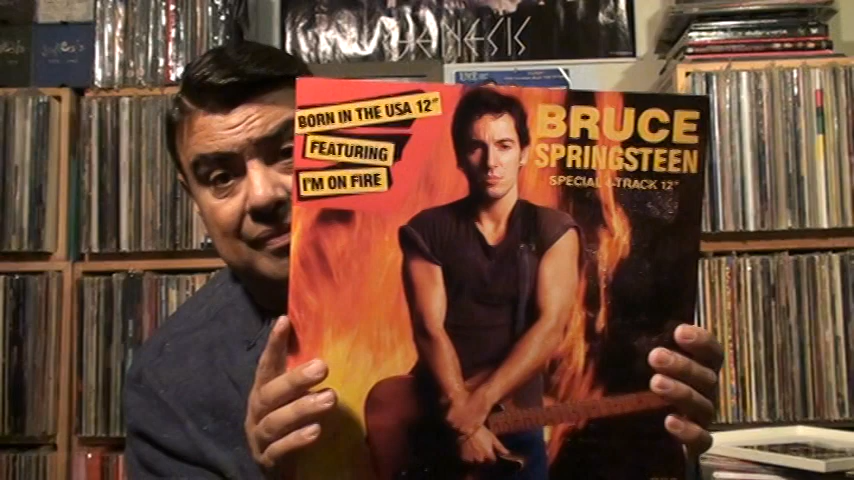 GENESIS
BORN IN THE USA 12"
FEATURING
I'M ON FIRE
BRUCE
SPRINGSTEEN
SPECIAL 4-TRACK 12"